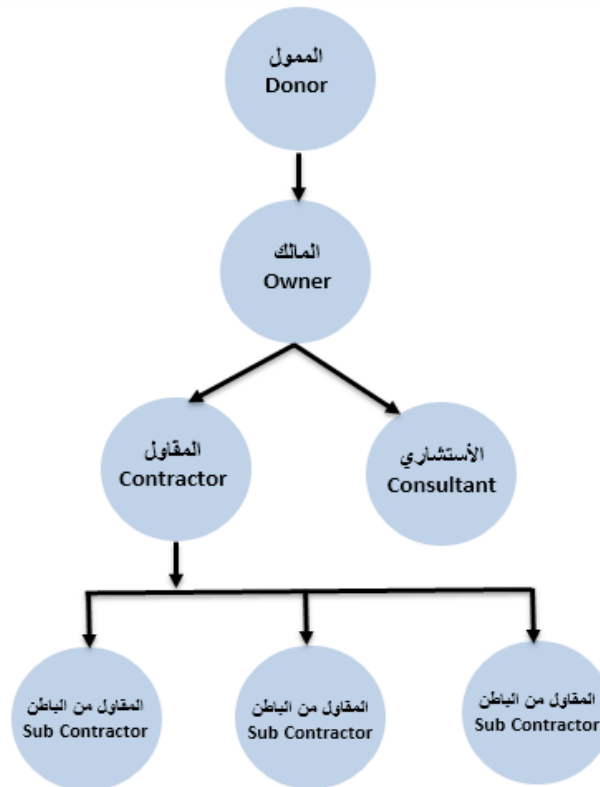 الممول
Donor
المالك
Owner
المقاول
Contractor
الأستشاري
Consultant
المقاول من الباطن
Sub Contractor
المقاول من الباطن
Sub Contractor
المقاول من الباطن
Sub Contractor